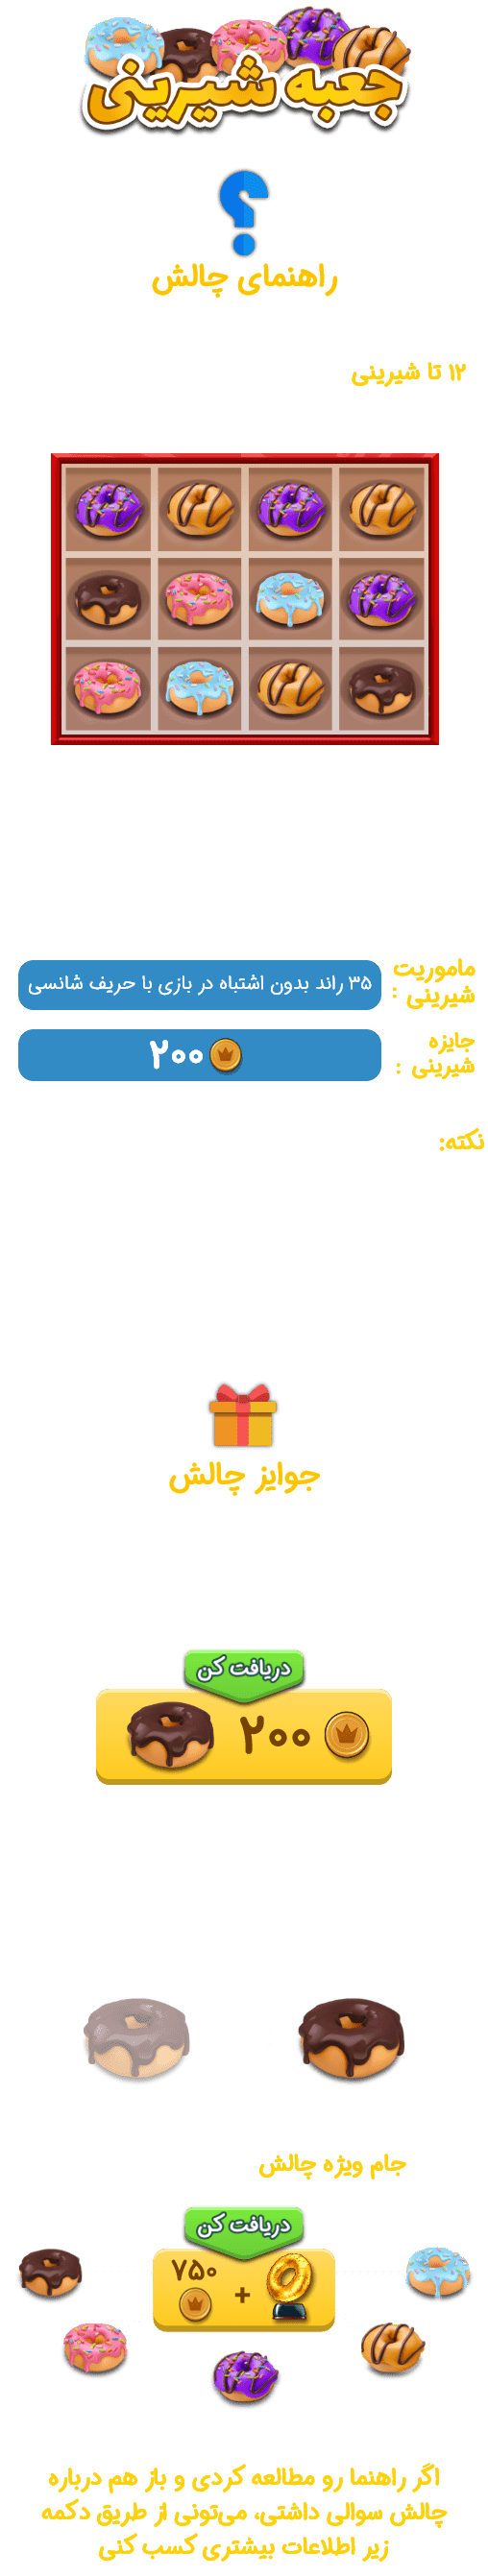 جعبه شیرینی
؟
راهنمای چالش
۱۲ تا شیرینی
ماموریت
شیرینی :
۳۵ راند بدون اشتباه در بازی با حریف شانسی
جایزه
شیرینی :
۲۰۰
نکته:
جوایز چالش
دریافت کن
۲۰۰
جام ویژه چالش
دریافت کن
۷۵۰
+
اگر راهنما رو مطالعه کردی و باز هم درباره
چالش سوالی داشتی، می‌تونی از طریق دکمه
زیر اطلاعات بیشتری کسب کنی